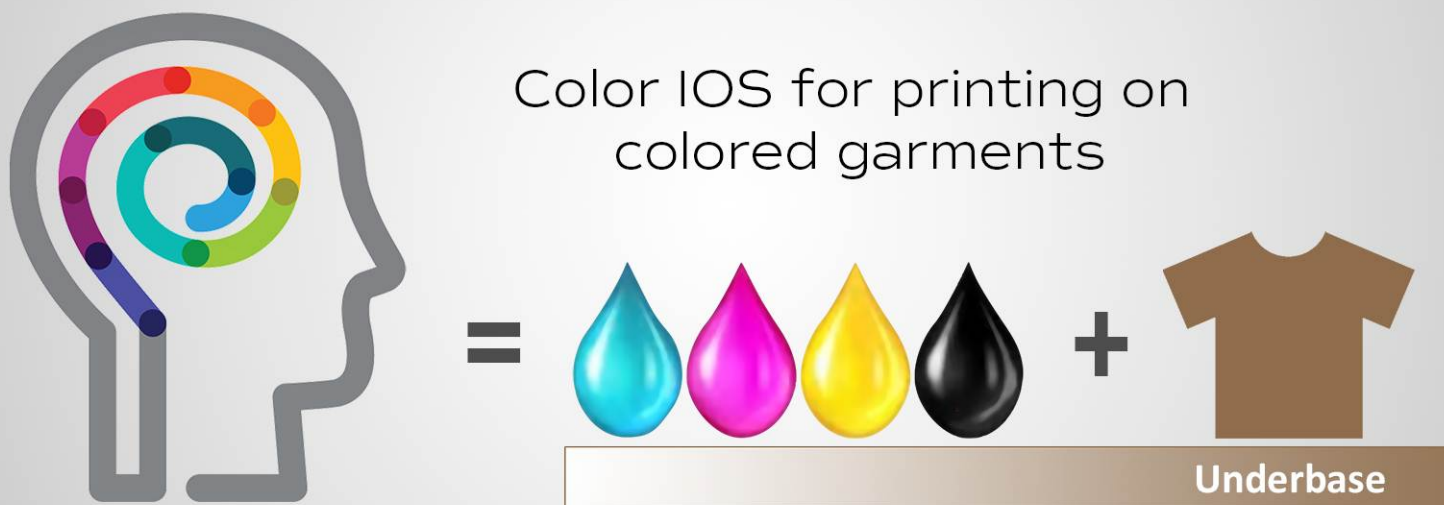 Color IOS for printing on
colored garments
=
+
Underbase